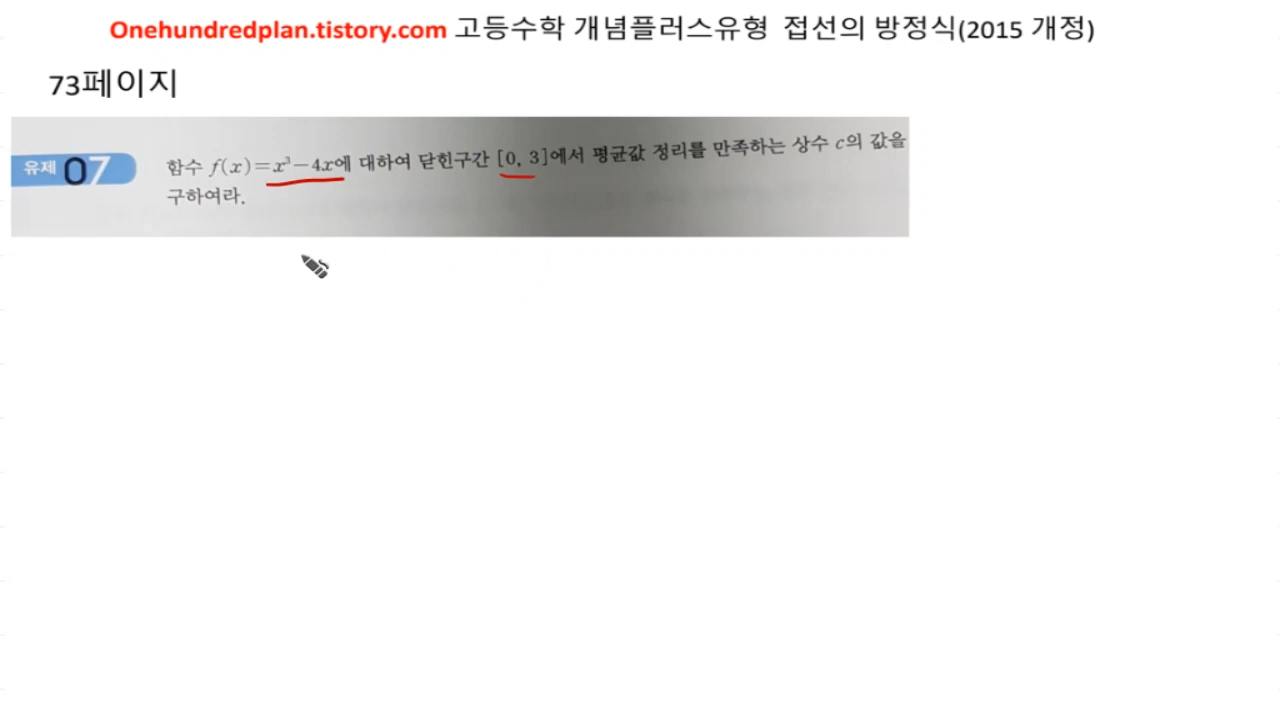 Onehundredplan.tistory.com 고등수학 개념플러스유형 접선의 방정식(2015 개정)
73페이지
유제 07 함수 f(x)=x³-4x에 대하여 닫힌구간 [0, 3]에서 평균값 정리를 만족하는 상수 c의 값을
구하여라.